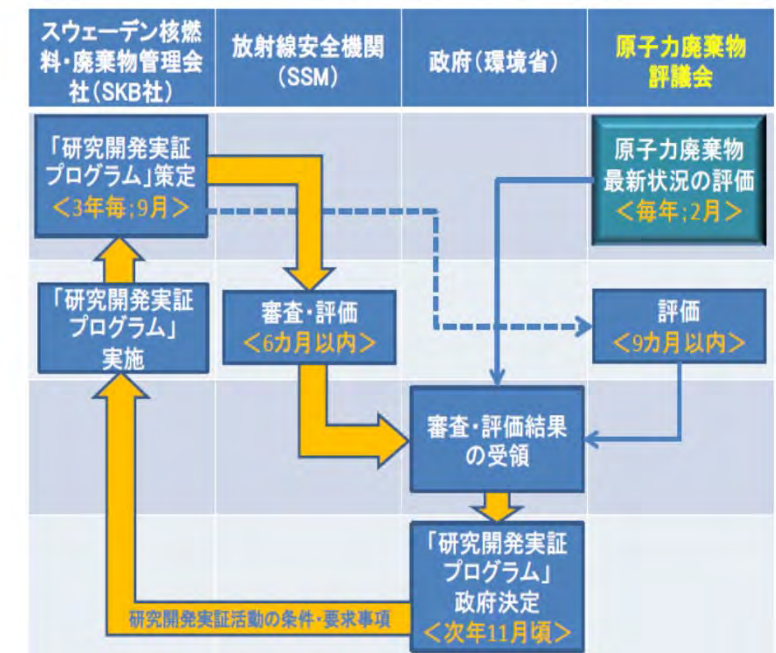 スウェーデン核燃
料・廃棄物管理会
社（SKB社）
放射線安全機関
（SSM）
政府（環境省）
原子力廃棄物
評議会
「研究開発実証
プログラム」策定
＜3年毎；9月＞
原子力廃棄物
最新状況の評価
＜毎年；2月＞
「研究開発実証
プログラム」
実施
審査・評価
＜6カ月以内＞
評価
＜9カ月以内＞
審査・評価結果
の受領
「研究開発実証
プログラム」
政府決定
＜次年11月頃＞
研究開発実証活動の条件・要求事項